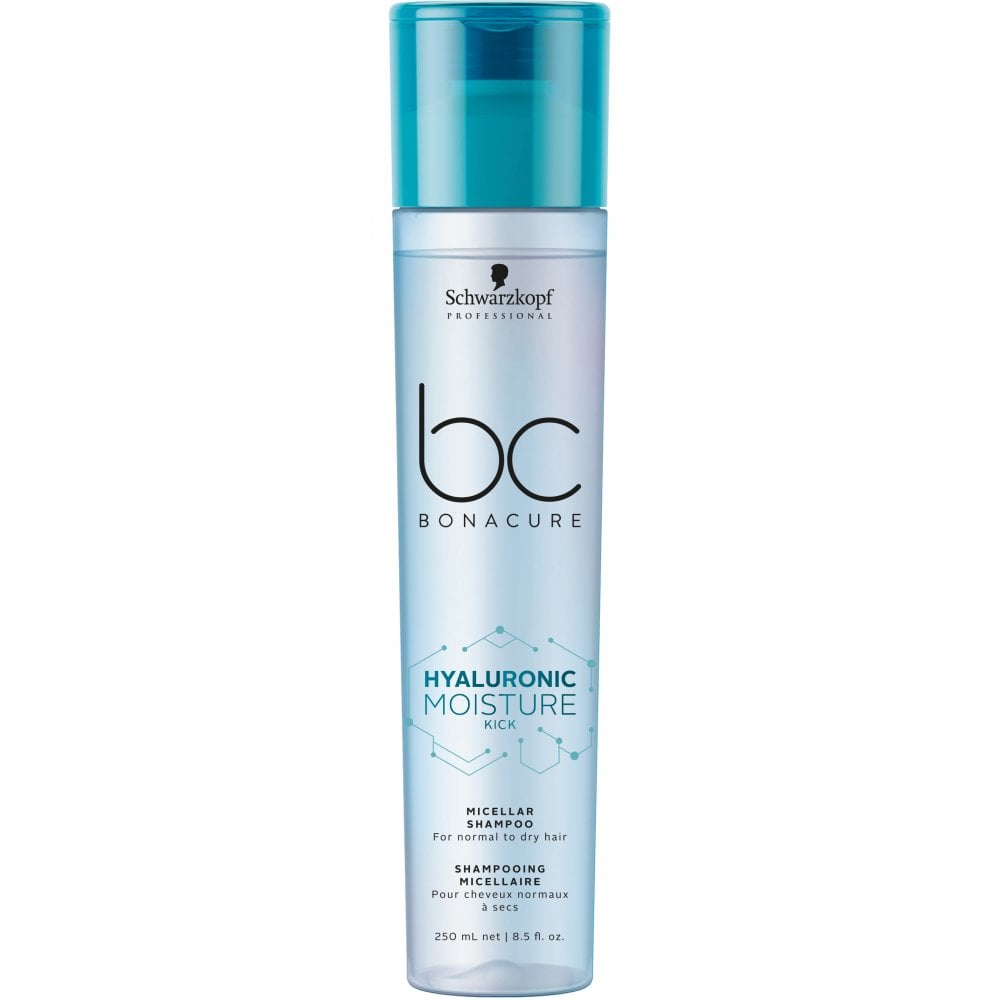 Schwarzkopf
PROFESSIONAL
bc
BONACURE
HYALURONIC
MOISTURE
KICK
MICELLAR
SHAMPOO
For normal to dry hair
SHAMPOOING
MICELLAIRE
Pour cheveux normaux
à secs
250 mL net | 8.5 fl. oz.